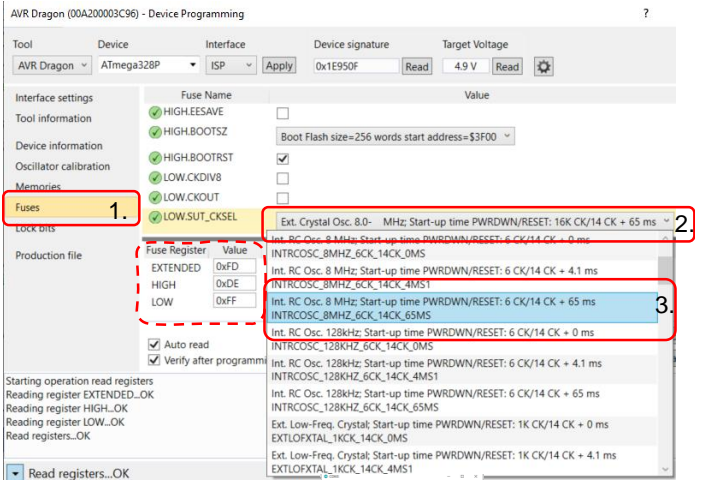 AVR Dragon (00A200003C96) - Device Programming ?
Tool Device Interface Device signature Target Voltage
AVR Dragon ATmega328P ISP Apply 0x1E950F Read 4.9 V Read
Interface settings
Tool information
Device information
Oscillator calibration
Memories
Fuses 1.
Lock bits
Production file
Fuse Name Value
HIGH.EESAVE
HIGH.BOOTSZ Boot Flash size=256 words start address=$3F00
HIGH.BOOTRST
LOW.CKDIV8
LOW.CKOUT
LOW.SUT_CKSEL Ext. Crystal Osc. 8.0- MHz; Start-up time PWRDWN/RESET: 16K CK/14 CK + 65 ms 2.
Int. RC Osc. 8 MHz; Start-up time PWRDWN/RESET: 6 CK/14 CK + 0 ms
INTRCOSC_8MHZ_6CK_14CK_0MS
Int. RC Osc. 8 MHz; Start-up time PWRDWN/RESET: 6 CK/14 CK + 4.1 ms
INTRCOSC_8MHZ_6CK_14CK_4MS1
Int. RC Osc. 8 MHz; Start-up time PWRDWN/RESET: 6 CK/14 CK + 65 ms 3.
INTRCOSC_8MHZ_6CK_14CK_65MS
Int. RC Osc. 128kHz; Start-up time PWRDWN/RESET: 6 CK/14 CK + 0 ms
INTRCOSC_128KHZ_6CK_14CK_0MS
Int. RC Osc. 128kHz; Start-up time PWRDWN/RESET: 6 CK/14 CK + 4.1 ms
INTRCOSC_128KHZ_6CK_14CK_4MS1
Int. RC Osc. 128kHz; Start-up time PWRDWN/RESET: 6 CK/14 CK + 65 ms
INTRCOSC_128KHZ_6CK_14CK_65MS
Ext. Low-Freq. Crystal; Start-up time PWRDWN/RESET: 1K CK/14 CK + 0 ms
EXTLOFXTAL_1KCK_14CK_0MS
Ext. Low-Freq. Crystal; Start-up time PWRDWN/RESET: 1K CK/14 CK + 4.1 ms
EXTLOFXTAL_1KCK_14CK_4MS1
Fuse Register Value
EXTENDED 0xFD
HIGH 0xDE
LOW 0xFF
Auto read
Verify after programmi
Starting operation read registers
Reading register EXTENDED...OK
Reading register HIGH...OK
Reading register LOW...OK
Read registers...OK
Read registers...OK